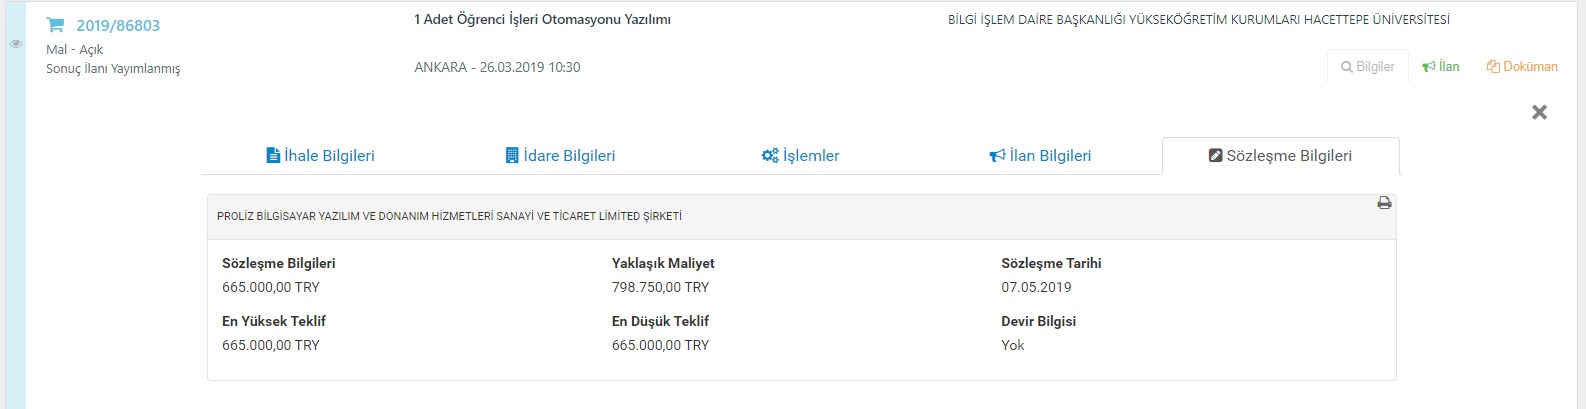 2019/86803
Mal - Açık
Sonuç İlanı Yayımlanmış
1 Adet Öğrenci İşleri Otomasyonu Yazılımı
ANKARA - 26.03.2019 10:30
BİLGİ İŞLEM DAİRE BAŞKANLIĞI YÜKSEKÖĞRETİM KURUMLARI HACETTEPE ÜNİVERSİTESİ
Bilgiler İlan Doküman
İhale Bilgileri İdare Bilgileri İşlemler İlan Bilgileri Sözleşme Bilgileri
PROLİZ BİLGİSAYAR YAZILIM VE DONANIM HİZMETLERİ SANAYİ VE TİCARET LİMİTED ŞİRKETİ
Sözleşme Bilgileri Yaklaşık Maliyet Sözleşme Tarihi
665.000,00 TRY 798.750,00 TRY 07.05.2019
En Yüksek Teklif En Düşük Teklif Devir Bilgisi
665.000,00 TRY 665.000,00 TRY Yok